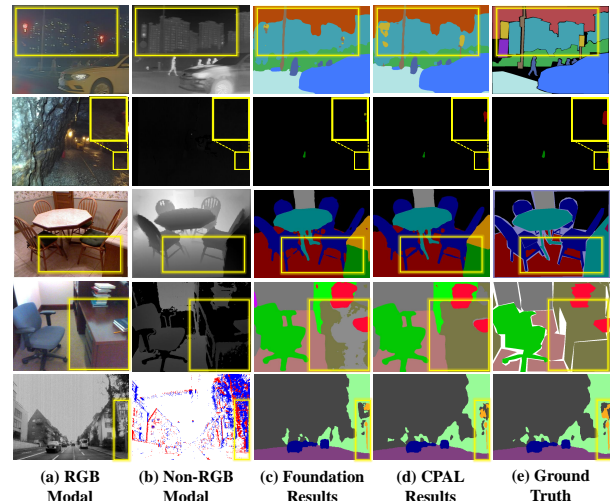 (a) RGB
Modal
(b) Non-RGB
Modal
(c) Foundation
Results
(d) CPAL
Results
(e) Ground
Truth